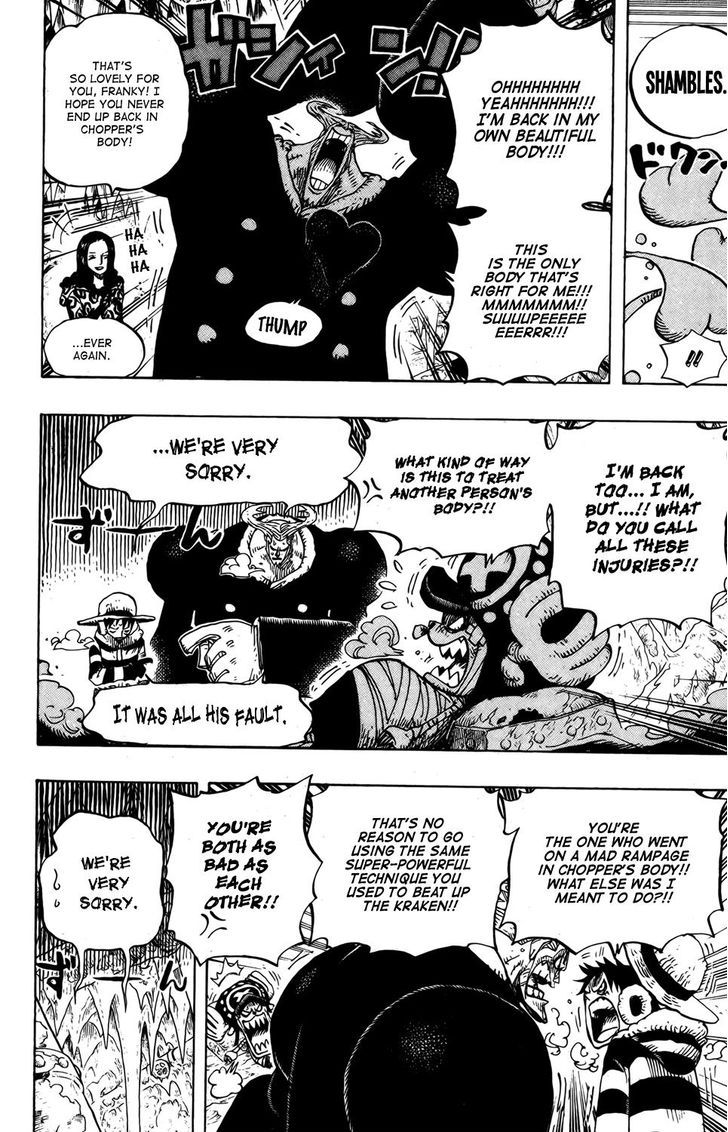 SHAMBLES.
ドクン
!!
OHHHHHHHH
YEAHHHHHHH!!!
I'M BACK IN MY
OWN BEAUTIFUL
BODY!!!
THIS
IS THE ONLY
BODY THAT'S
RIGHT FOR ME!!!
MMMMMMM!!
SUUUUPEEEEE
EEERRR!!!
ガシィーン!!
THUMP
THAT'S
SO LOVELY FOR
YOU, FRANKY! I
HOPE YOU NEVER
END UP BACK IN
CHOPPER'S
BODY!
HA
HA
HA
...EVER
AGAIN.
I'M BACK
TOO... I AM,
BUT...!! WHAT
DO YOU CALL
ALL THESE
INJURIES?!!
WHAT KIND OF WAY
IS THIS TO TREAT
ANOTHER PERSON'S
BODY?!!
...WE'RE VERY
SORRY.
ずーん
IT WAS ALL HIS FAULT.
YOU'RE
THE ONE WHO WENT
ON A MAD RAMPAGE
IN CHOPPER'S BODY!!
WHAT ELSE WAS I
MEANT TO DO?!!
THAT'S NO
REASON TO GO
USING THE SAME
SUPER-POWERFUL
TECHNIQUE YOU
USED TO BEAT UP
THE KRAKEN!!
YOU'RE
BOTH AS
BAD AS
EACH
OTHER!!
WE'RE
VERY
SORRY.
ずーん